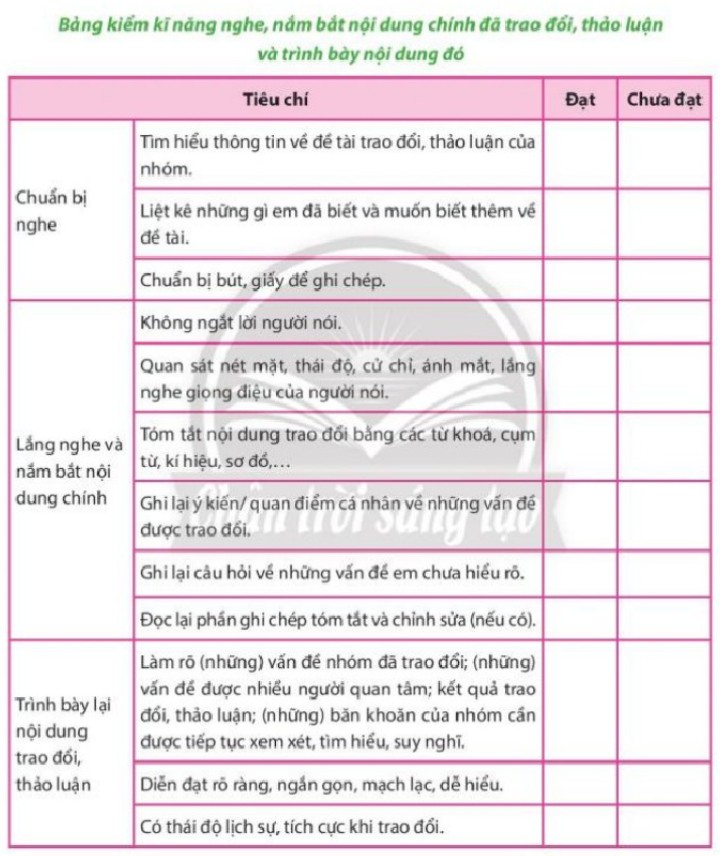 Bảng kiểm kĩ năng nghe, nắm bắt nội dung chính đã trao đổi, thảo luận
và trình bày nội dung đó
Tiêu chí Đạt Chưa đạt
Chuẩn bị
nghe
Tìm hiểu thông tin về đề tài trao đổi, thảo luận của
nhóm.
Liệt kê những gì em đã biết và muốn biết thêm về
đề tài.
Chuẩn bị bút, giấy để ghi chép.
Lắng nghe và
nắm bắt nội
dung chính
Không ngắt lời người nói.
Quan sát nét mặt, thái độ, cử chỉ, ánh mắt, lắng
nghe giọng điệu của người nói.
Tóm tắt nội dung trao đổi bằng các từ khoá, cụm
từ, kí hiệu, sơ đồ,...
Ghi lại ý kiến/ quan điểm cá nhân về những vấn đề
được trao đổi.
Ghi lại câu hỏi về những vấn đề em chưa hiểu rõ.
Đọc lại phần ghi chép tóm tắt và chỉnh sửa (nếu có).
Trình bày lại
nội dung
trao đổi,
thảo luận
Làm rõ (những) vấn đề nhóm đã trao đổi; (những)
vấn đề được nhiều người quan tâm; kết quả trao
đổi, thảo luận; (những) băn khoăn của nhóm cần
được tiếp tục xem xét, tìm hiểu, suy nghĩ.
Diễn đạt rõ ràng, ngắn gọn, mạch lạc, dễ hiểu.
Có thái độ lịch sự, tích cực khi trao đổi.
Chân trời sáng tạo